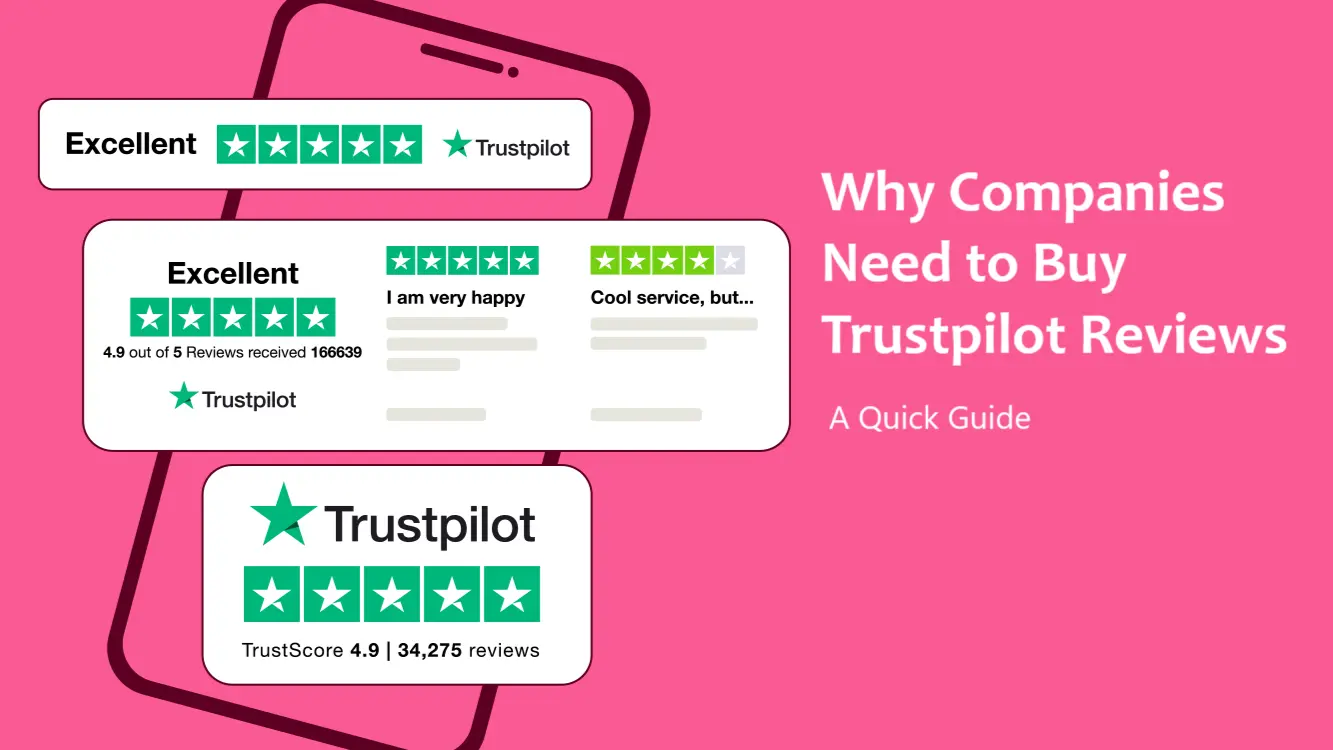 Excellent
Trustpilot
Excellent
4.9 out of 5 Reviews received 166639
Trustpilot
I am very happy
Cool service, but...
Trustpilot
TrustScore 4.9 | 34,275 reviews
Why Companies
Need to Buy
Trustpilot Reviews
A Quick Guide